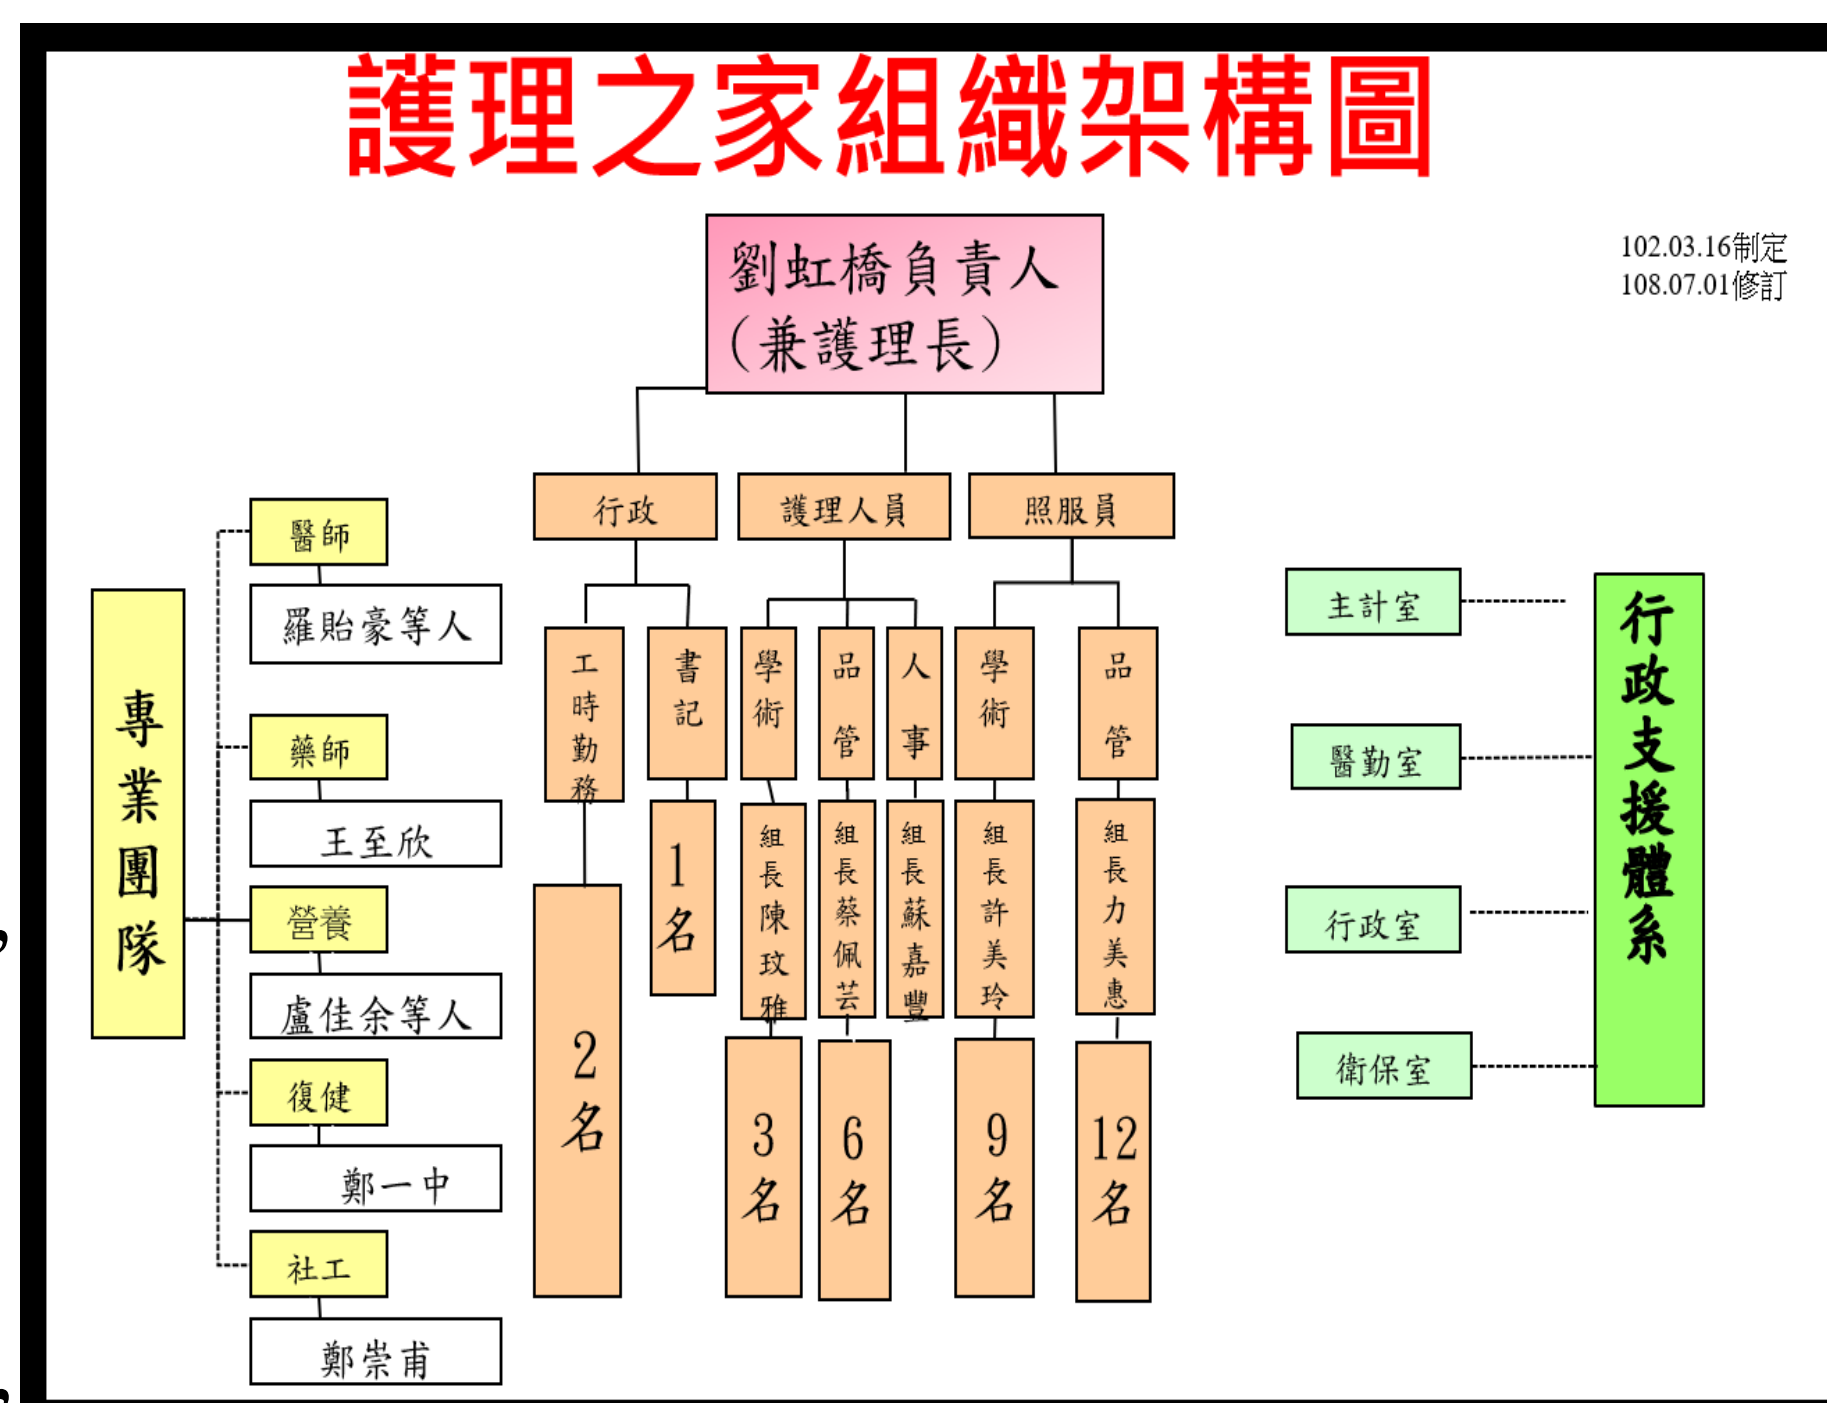 護理之家組織架構圖
102.03.16制定
108.07.01修訂
劉虹橋負責人
(兼護理長)
行政
護理人員
照服員
工時勤務
書記
學術
品管
人事
學術
品管
2名
1名
組長陳玟雅
組長蔡佩芸
組長蘇嘉豐
組長許美玲
組長力美惠
3名
6名
9名
12名
專業團隊
醫師
羅貽豪等人
藥師
王至欣
營養
盧佳余等人
復健
鄭一中
社工
鄭崇甫
行政支援體系
主計室
醫勤室
行政室
衛保室